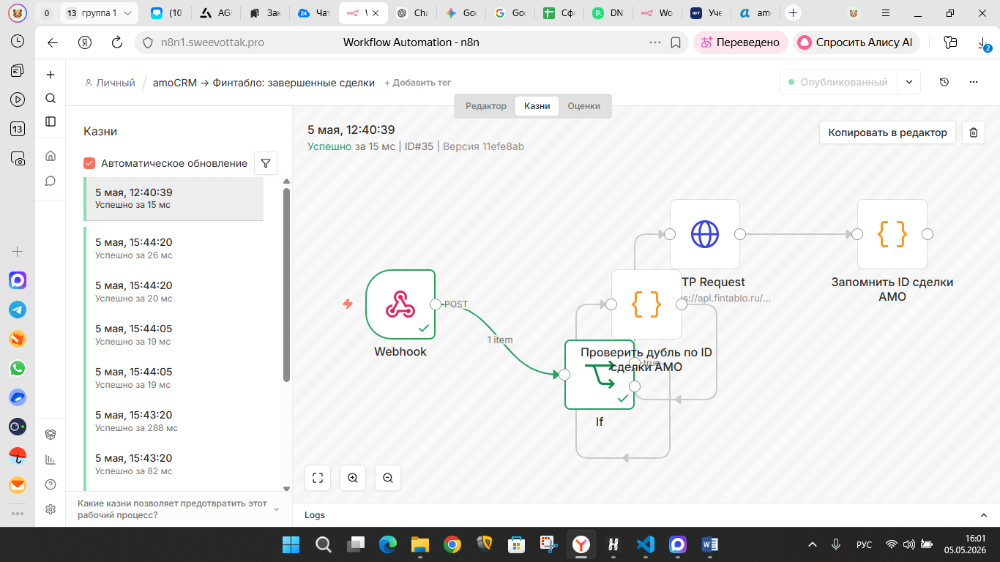 0
13 группа 1
(10
AGI
Зак
24 Чат
Cha
Goo
Goo
Сфе
DN
Wo
Уче
amo
n8n1.sweevottak.pro
Workflow Automation - n8n
Переведено
Спросить Алису AI
2
13
Личный / amoCRM → Финтабло: завершенные сделки + Добавить тег
Опубликованный
Редактор Казни Оценки
Казни
Автоматическое обновление
5 мая, 12:40:39
Успешно за 15 мс
5 мая, 15:44:20
Успешно за 26 мс
5 мая, 15:44:20
Успешно за 20 мс
5 мая, 15:44:05
Успешно за 19 мс
5 мая, 15:44:05
Успешно за 19 мс
5 мая, 15:43:20
Успешно за 288 мс
5 мая, 15:43:20
Успешно за 82 мс
Какие казни позволяет предотвратить этот
рабочий процесс?
5 мая, 12:40:39
Успешно за 15 мс | ID#35 | Версия 11efe8ab
Копировать в редактор
POST
Webhook
1 item
TP Request
s://api.fintablo.ru/...
Запомнить ID сделки
АМО
Проверить дубль по ID
сделки АМО
true
If
Logs
РУС
16:01
05.05.2026